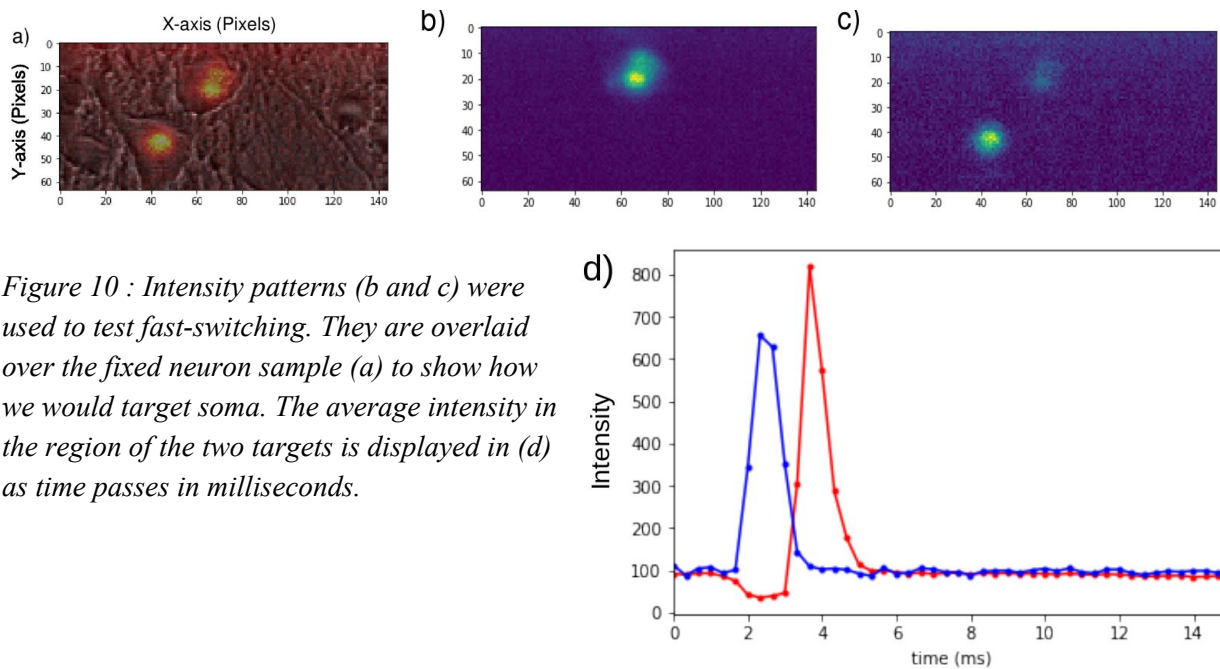 X-axis (Pixels)
a)
Y-axis (Pixels)
0
10
20
30
40
50
60
0 20 40 60 80 100 120 140
b)
0
10
20
30
40
50
60
0 20 40 60 80 100 120 140
c)
0
10
20
30
40
50
60
0 20 40 60 80 100 120 140
Figure 10 : Intensity patterns (b and c) were
used to test fast-switching. They are overlaid
over the fixed neuron sample (a) to show how
we would target soma. The average intensity in
the region of the two targets is displayed in (d)
as time passes in milliseconds.
d)
Intensity
800
700
600
500
400
300
200
100
0
0 2 4 6 8 10 12 14
time (ms)